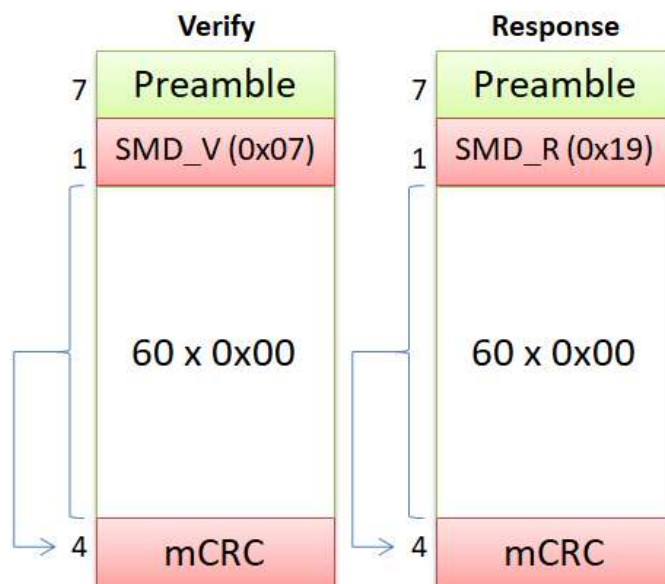 Verify
7
Preamble
1
SMD_V (0x07)
60 x 0x00
4
mCRC
Response
7
Preamble
1
SMD_R (0x19)
60 x 0x00
4
mCRC